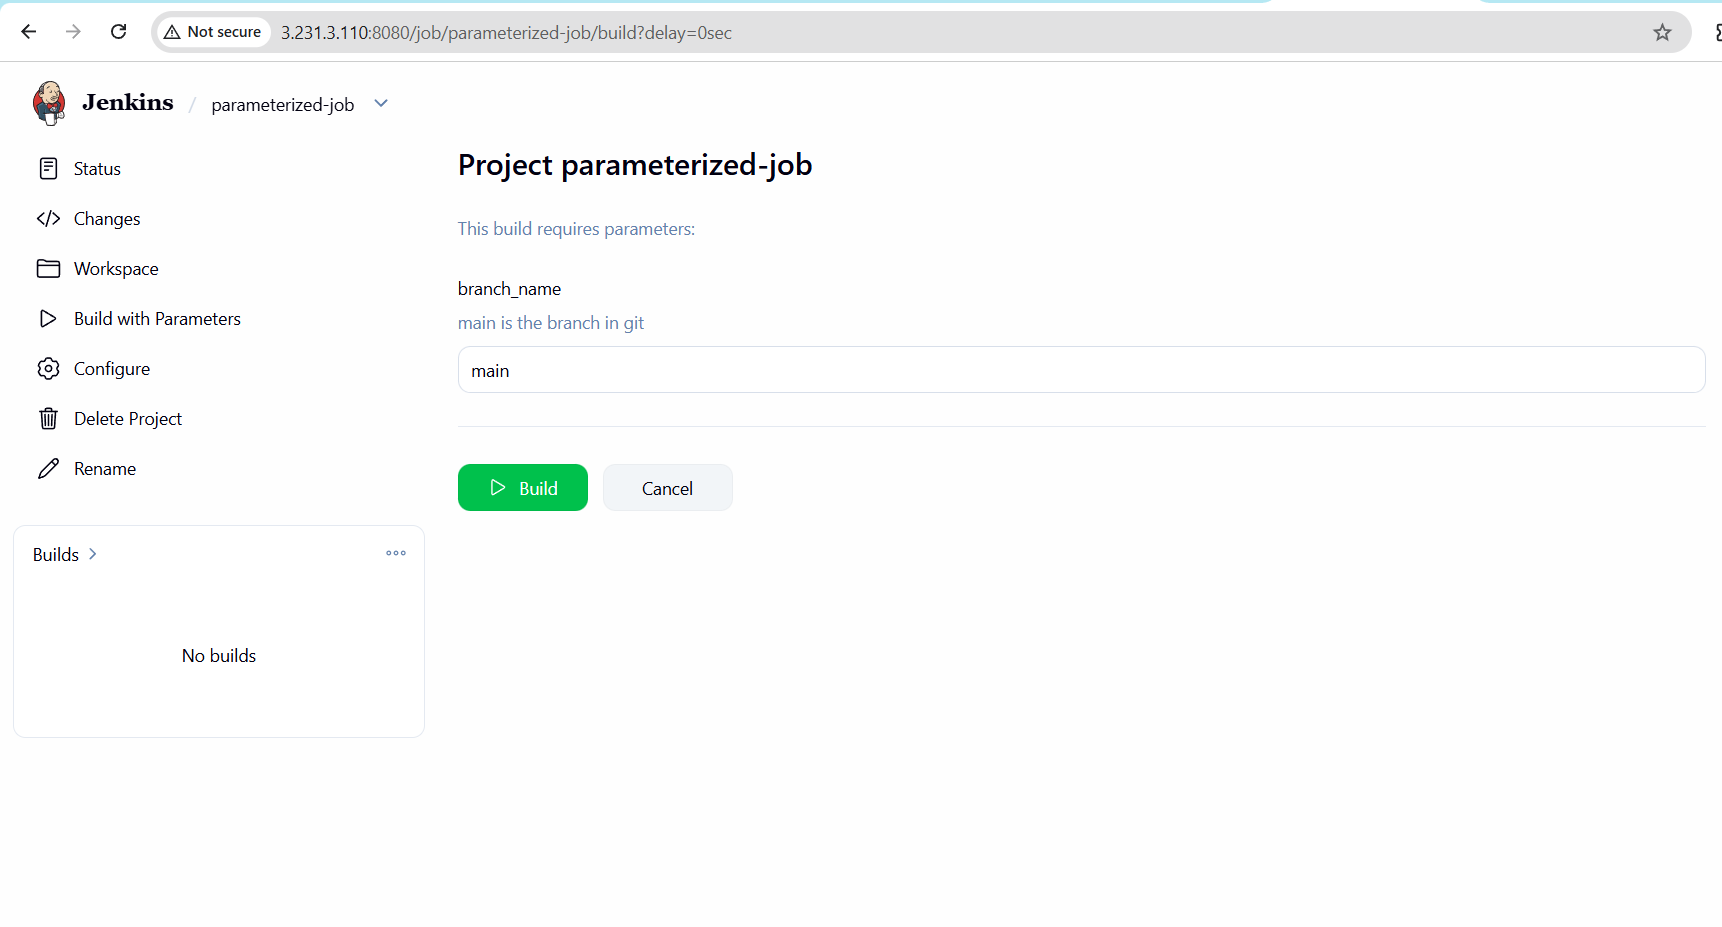 Not secure 3.231.3.110:8080/job/parameterized-job/build?delay=0sec
Jenkins / parameterized-job
Status
Changes
Workspace
Build with Parameters
Configure
Delete Project
Rename
Builds
No builds
Project parameterized-job
This build requires parameters:
branch_name
main is the branch in git
main
Build Cancel